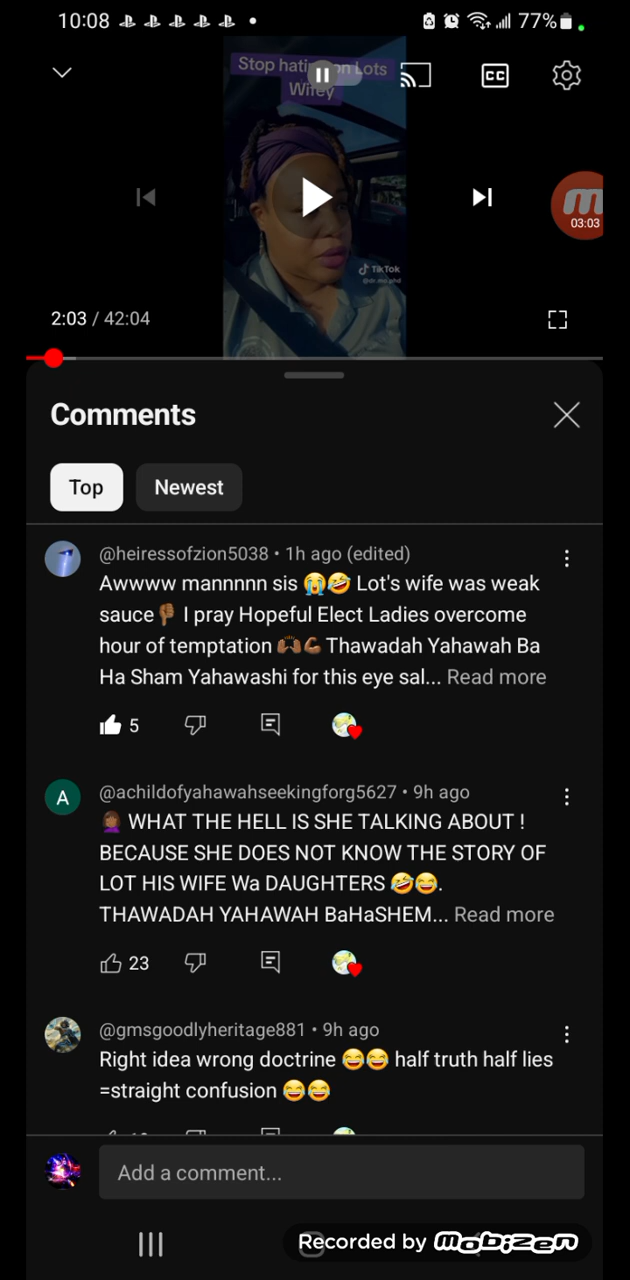 10:08
77%
Stop hating on Lots
Wifey
CC
03:03
TikTok
@dr.mo.phd
2:03 / 42:04
Comments
Top
Newest
@heiressofzion5038 • 1h ago (edited)
Awwww mannnnn sis 😭🤣 Lot's wife was weak
sauce👎🏾 I pray Hopeful Elect Ladies overcome
hour of temptation 🙌🏾💪🏾 Thawadah Yahawah Ba
Ha Sham Yahawashi for this eye sal... Read more
5
A
@achildofyahawahseekingforg5627 • 9h ago
🤦🏾‍♀️ WHAT THE HELL IS SHE TALKING ABOUT !
BECAUSE SHE DOES NOT KNOW THE STORY OF
LOT HIS WIFE Wa DAUGHTERS 🤣😂.
THAWADAH YAHAWAH BaHaSHEM... Read more
23
@gmsgoodlyheritage881 • 9h ago
Right idea wrong doctrine 😂😂 half truth half lies
=straight confusion 😂😂
Add a comment...
Recorded by mobizen